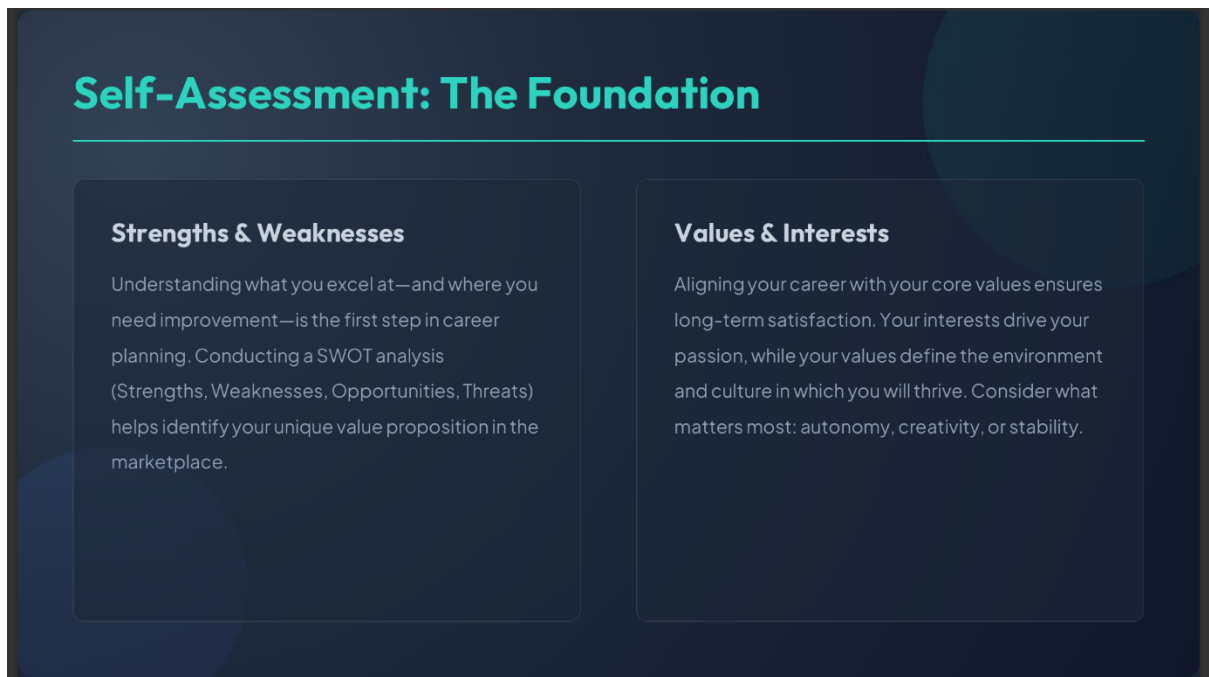 Self-Assessment: The Foundation
Strengths & Weaknesses
Understanding what you excel at—and where you
need improvement—is the first step in career
planning. Conducting a SWOT analysis
(Strengths, Weaknesses, Opportunities, Threats)
helps identify your unique value proposition in the
marketplace.
Values & Interests
Aligning your career with your core values ensures
long-term satisfaction. Your interests drive your
passion, while your values define the environment
and culture in which you will thrive. Consider what
matters most: autonomy, creativity, or stability.